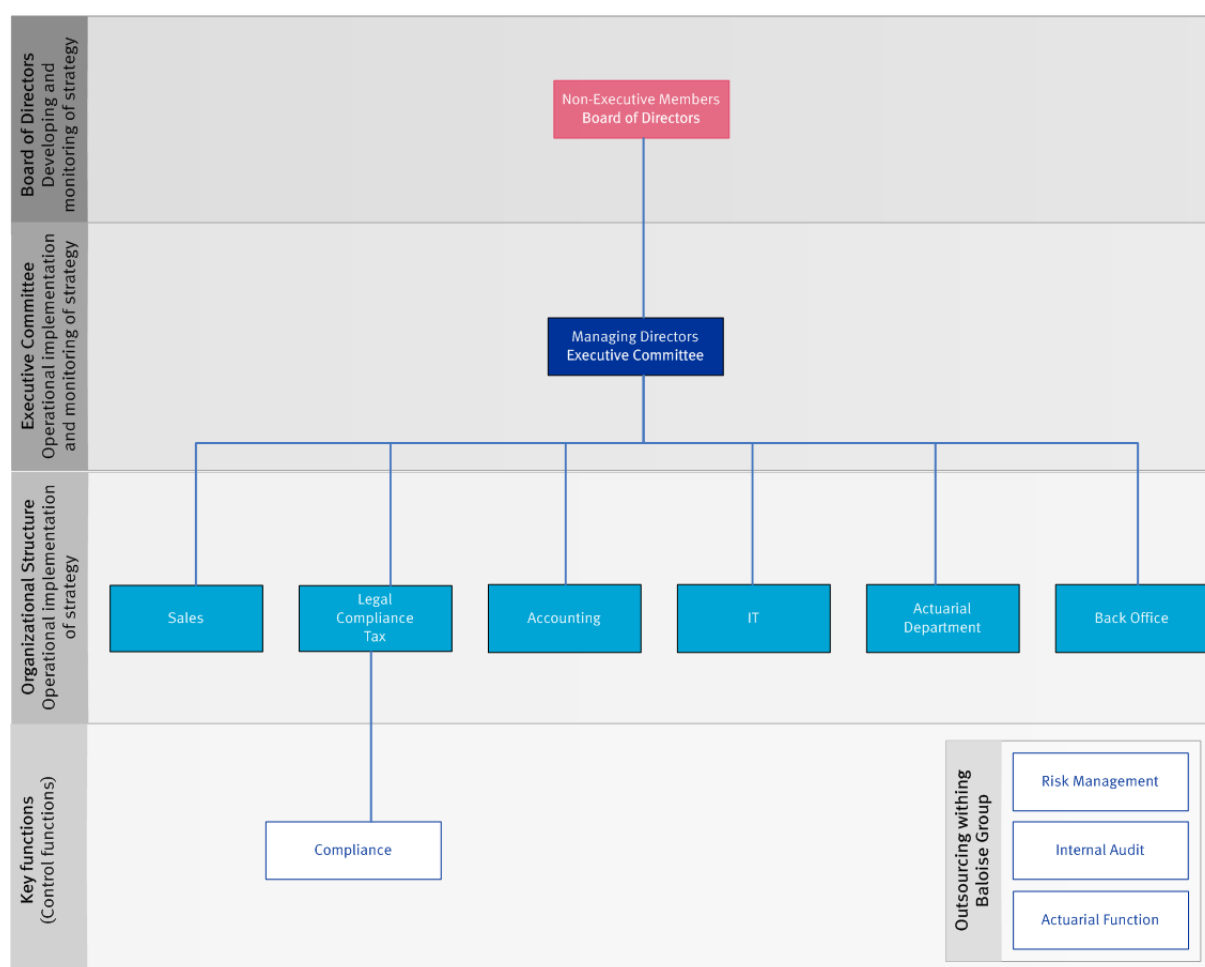 Board of Directors
Developing and
monitoring of strategy
Non-Executive Members
Board of Directors
Executive Committee
Operational implementation
and monitoring of strategy
Managing Directors
Executive Committee
Organizational Structure
Operational implementation
of strategy
Sales
Legal
Compliance
Tax
Accounting
IT
Actuarial
Department
Back Office
Key functions
(Control functions)
Compliance
Outsourcing withing
Baloise Group
Risk Management
Internal Audit
Actuarial Function